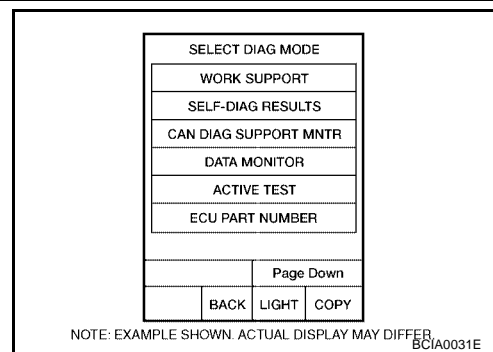 SELECT DIAG MODE
WORK SUPPORT
SELF-DIAG RESULTS
CAN DIAG SUPPORT MNTR
DATA MONITOR
ACTIVE TEST
ECU PART NUMBER
Page Down
BACK LIGHT COPY
NOTE: EXAMPLE SHOWN. ACTUAL DISPLAY MAY DIFFER.
BCIA0031E